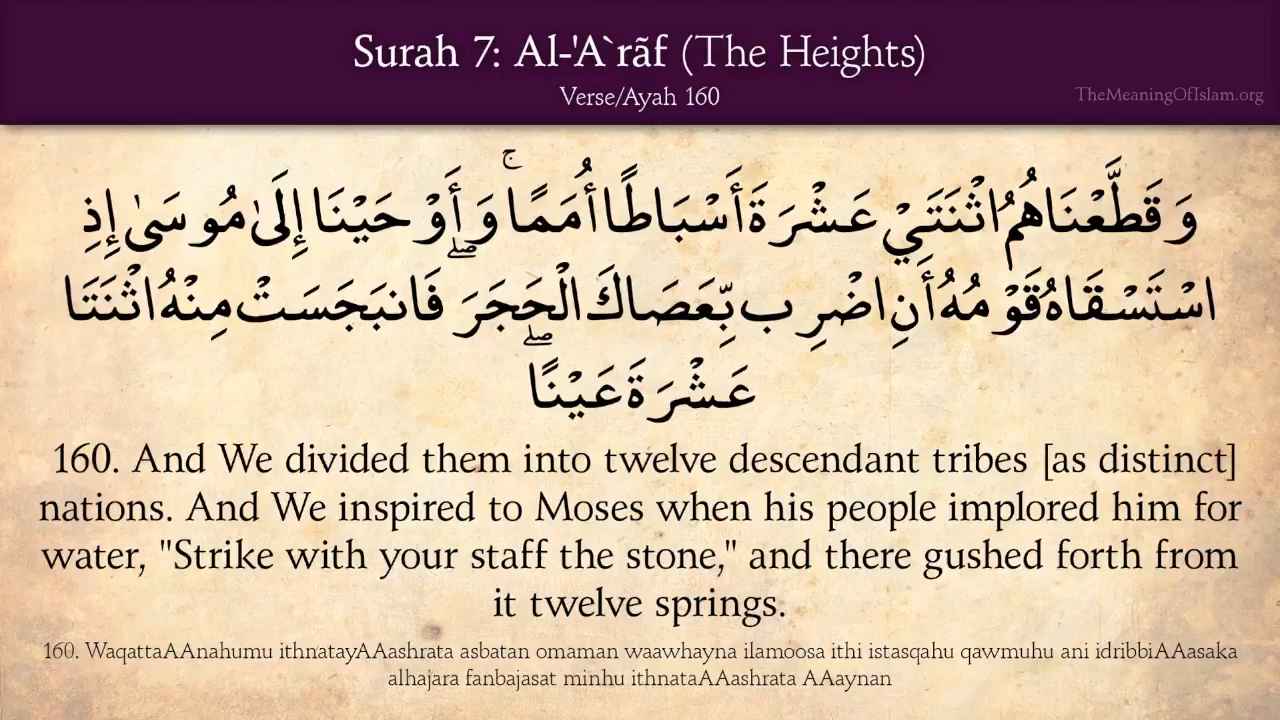 Surah 7: Al-'A`rãf (The Heights)
Verse/Ayah 160
TheMeaningOfIslam.org
وَقَطَّعْنَاهُمُ اثْنَتَيْ عَشْرَةَ أَسْبَاطًا أُمَمًا ۚ وَأَوْحَيْنَا إِلَىٰ مُوسَىٰ إِذِ
اسْتَسْقَاهُ قَوْمُهُ أَنِ اضْرِب بِّعَصَاكَ الْحَجَرَ ۖ فَانبَجَسَتْ مِنْهُ اثْنَتَا
عَشْرَةَ عَيْنًا ۖ
160. And We divided them into twelve descendant tribes [as distinct]
nations. And We inspired to Moses when his people implored him for
water, "Strike with your staff the stone," and there gushed forth from
it twelve springs.
160. WaqattaAAnahumu ithnatayAAashrata asbatan omaman waawhayna ilamoosa ithi istasqahu qawmuhu ani idribbiAAasaka
alhajara fanbajasat minhu ithnataAAashrata AAaynan